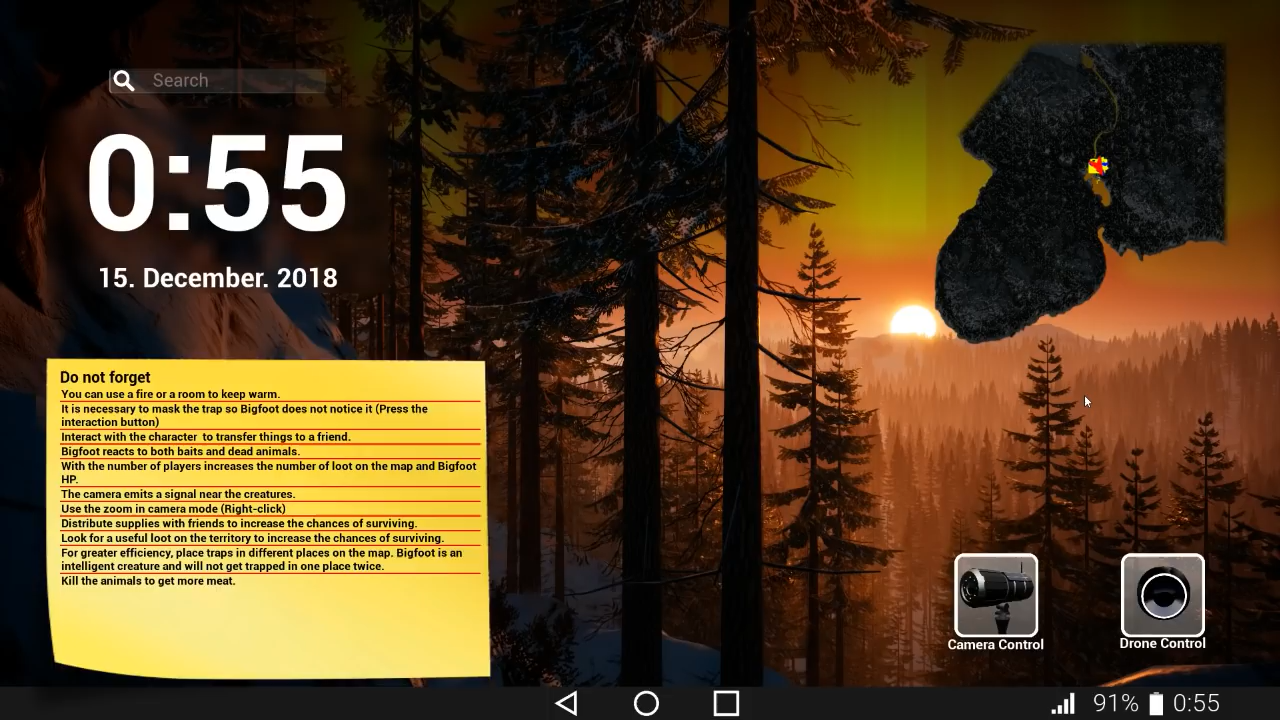 Search
0:55
15. December. 2018
Do not forget
You can use a fire or a room to keep warm.
It is necessary to mask the trap so Bigfoot does not notice it (Press the
interaction button)
Interact with the character  to transfer things to a friend.
Bigfoot reacts to both baits and dead animals.
With the number of players increases the number of loot on the map and Bigfoot
HP.
The camera emits a signal near the creatures.
Use the zoom in camera mode (Right-click)
Distribute supplies with friends to increase the chances of surviving.
Look for a useful loot on the territory to increase the chances of surviving.
For greater efficiency, place traps in different places on the map. Bigfoot is an
intelligent creature and will not get trapped in one place twice.
Kill the animals to get more meat.
Camera Control
Drone Control
91% 0:55